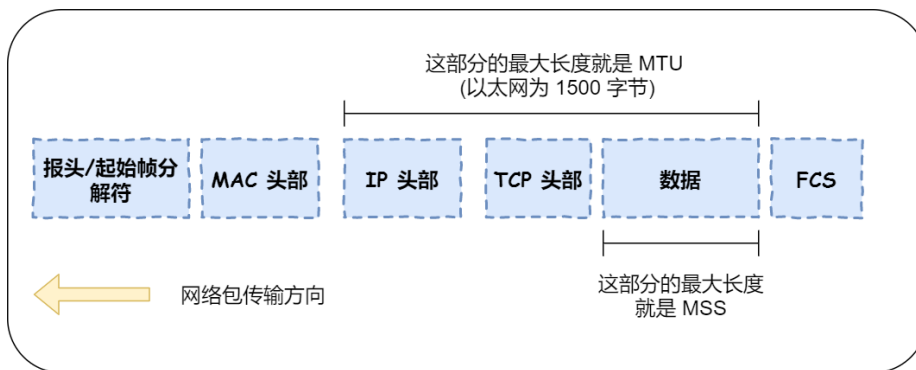 这部分的最大长度就是 MTU
(以太网为 1500 字节)
报头/起始帧分
解符
MAC 头部
IP 头部
TCP 头部
数据
FCS
网络包传输方向
这部分的最大长度
就是 MSS